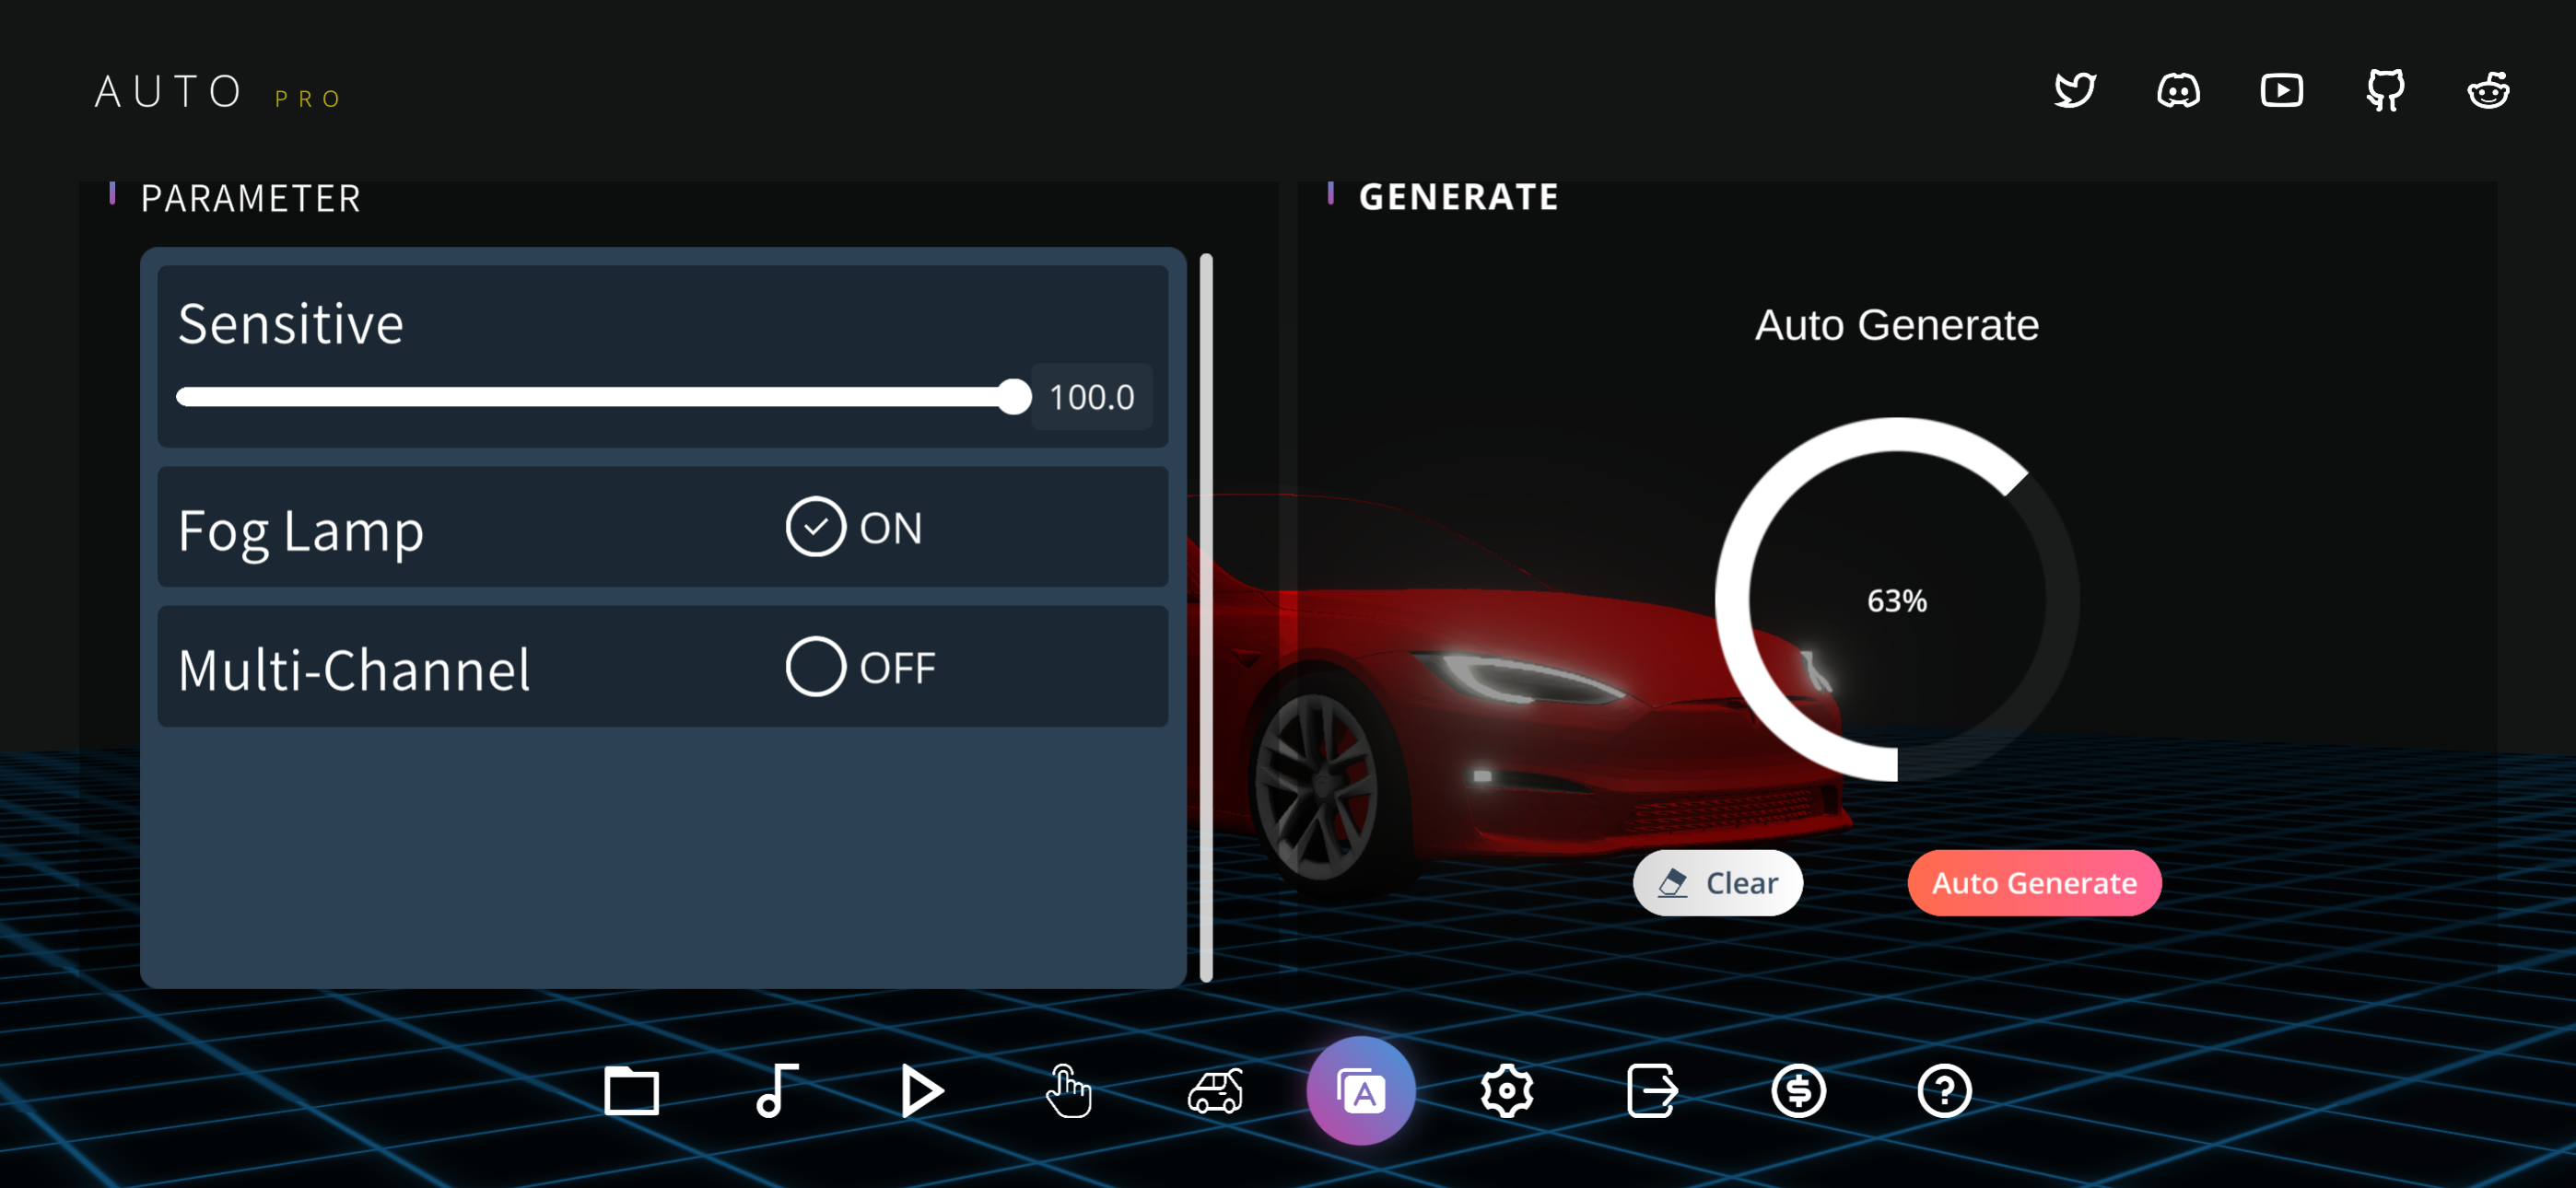 AUTO PRO
PARAMETER
Sensitive
100.0
Fog Lamp ON
Multi-Channel OFF
GENERATE
Auto Generate
63%
Clear
Auto Generate
A